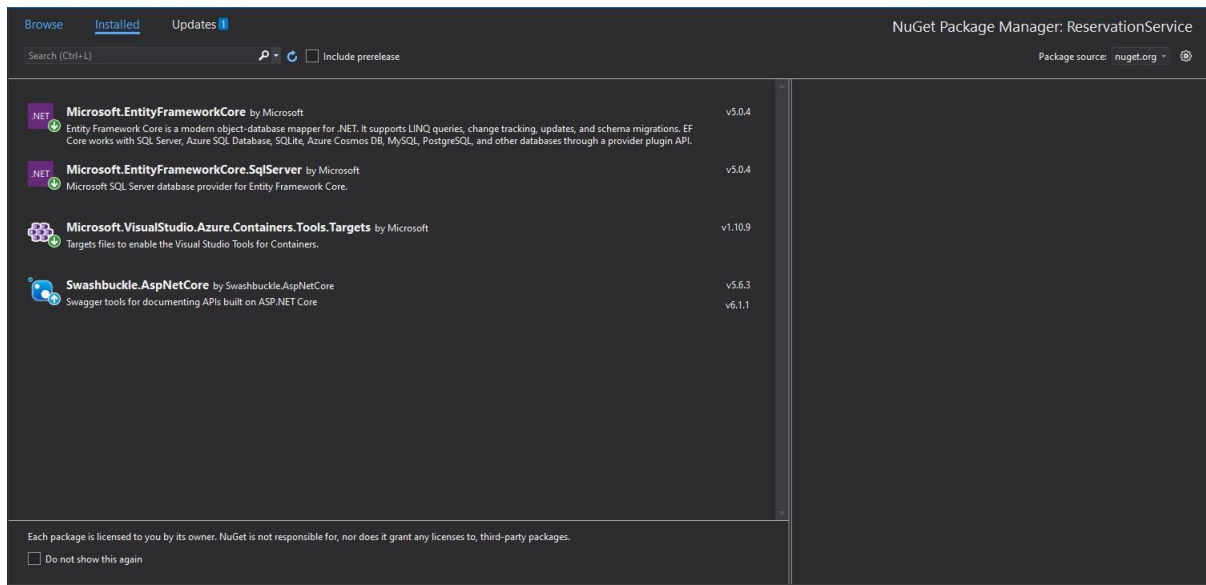 Browse Installed Updates 1
NuGet Package Manager: ReservationService
Search (Ctrl+L) Include prerelease
Package source: nuget.org
.NET Microsoft.EntityFrameworkCore by Microsoft v5.0.4
Entity Framework Core is a modern object-database mapper for .NET. It supports LINQ queries, change tracking, updates, and schema migrations. EF
Core works with SQL Server, Azure SQL Database, SQLite, Azure Cosmos DB, MySQL, PostgreSQL, and other databases through a provider plugin API.
.NET Microsoft.EntityFrameworkCore.SqlServer by Microsoft v5.0.4
Microsoft SQL Server database provider for Entity Framework Core.
Microsoft.VisualStudio.Azure.Containers.Tools.Targets by Microsoft v1.10.9
Targets files to enable the Visual Studio Tools for Containers.
Swashbuckle.AspNetCore by Swashbuckle.AspNetCore v5.6.3
Swagger tools for documenting APIs built on ASP.NET Core v6.1.1
Each package is licensed to you by its owner. NuGet is not responsible for, nor does it grant any licenses to, third-party packages.
Do not show this again